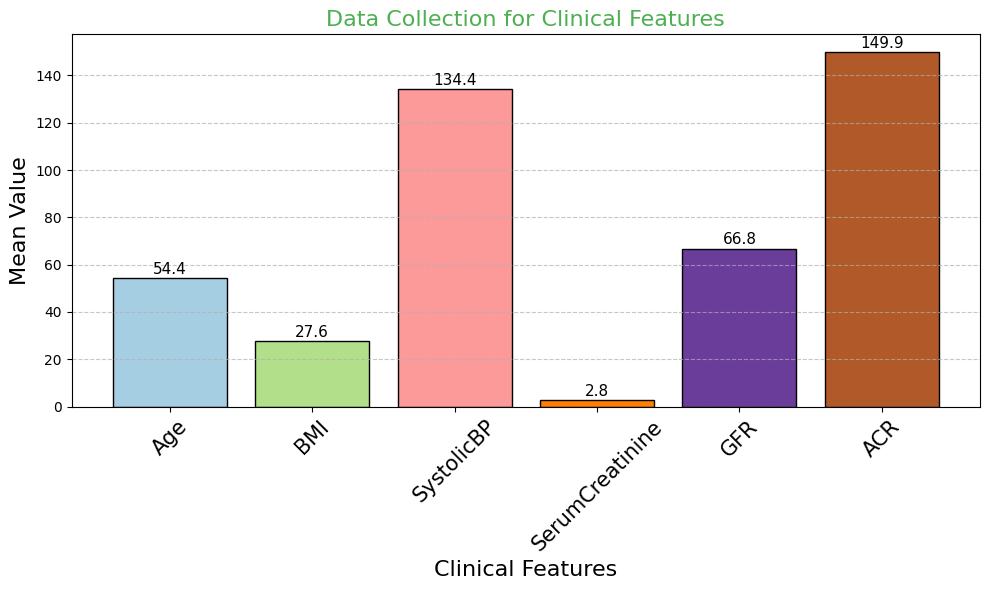 Data Collection for Clinical Features
Mean Value
140
120
100
80
60
40
20
0
54.4
27.6
134.4
2.8
66.8
149.9
Age
BMI
SystolicBP
SerumCreatinine
GFR
ACR
Clinical Features